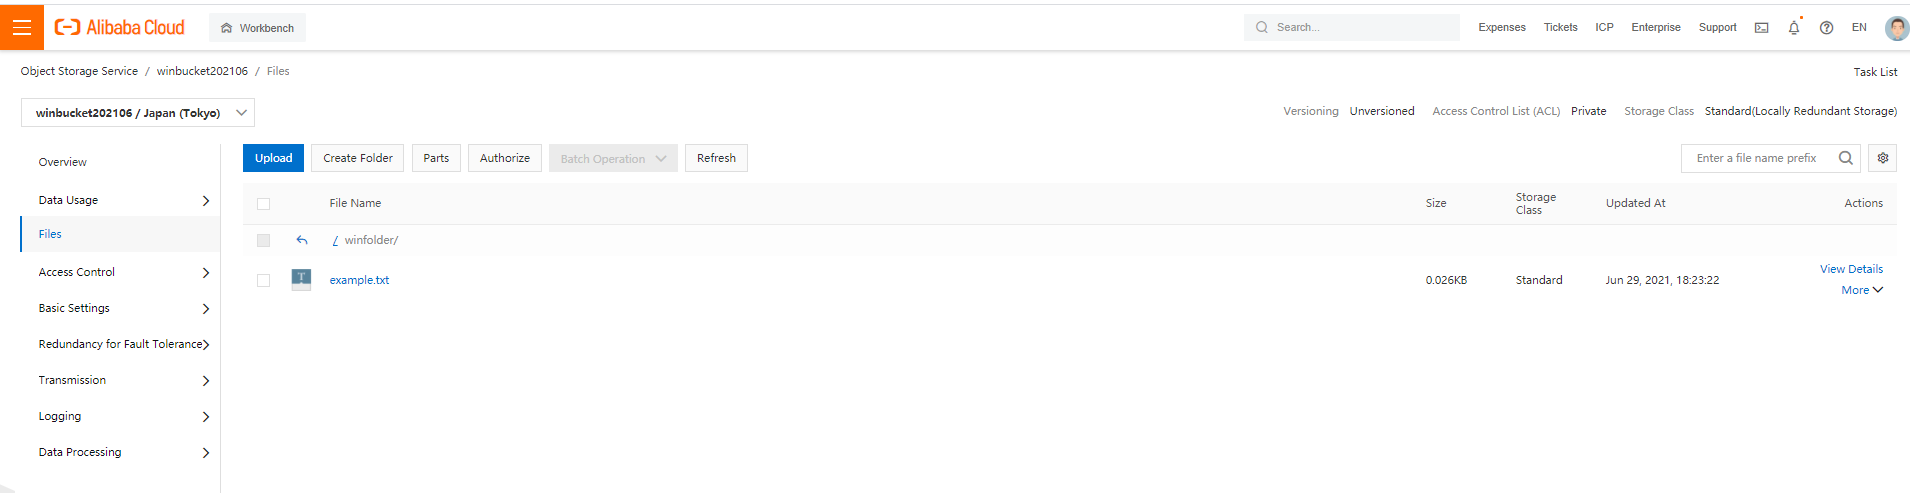 Alibaba Cloud Workbench Search... Expenses Tickets ICP Enterprise Support EN
Object Storage Service / winbucket202106 / Files Task List
winbucket202106 / Japan (Tokyo) Versioning Unversioned Access Control List (ACL) Private Storage Class Standard(Locally Redundant Storage)
Overview
Data Usage
Files
Access Control
Basic Settings
Redundancy for Fault Tolerance
Transmission
Logging
Data Processing
Upload Create Folder Parts Authorize Batch Operation Refresh Enter a file name prefix
File Name Size Storage Class Updated At Actions
/ winfolder/
example.txt 0.026KB Standard Jun 29, 2021, 18:23:22 View Details
More